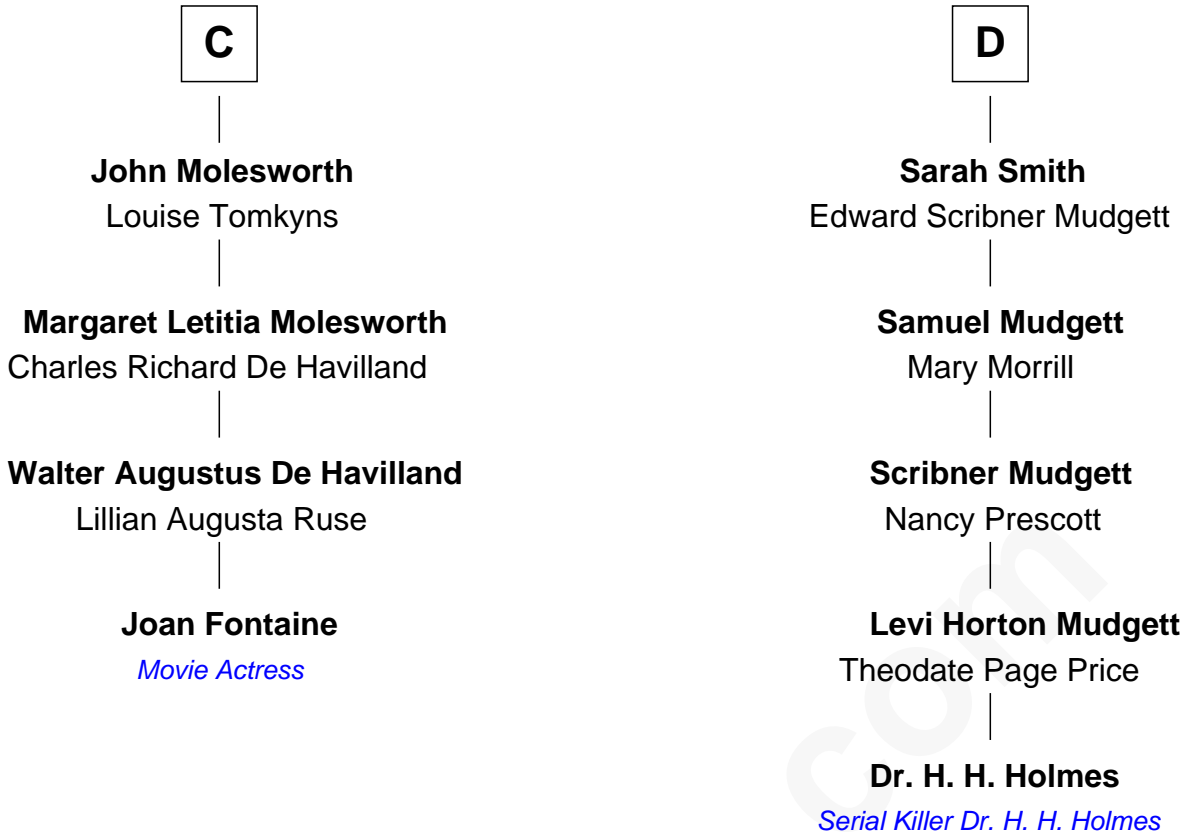 C
John Molesworth
Louise Tomkyns
Margaret Letitia Molesworth
Charles Richard De Havilland
Walter Augustus De Havilland
Lillian Augusta Ruse
Joan Fontaine
Movie Actress
D
Sarah Smith
Edward Scribner Mudgett
Samuel Mudgett
Mary Morrill
Scribner Mudgett
Nancy Prescott
Levi Horton Mudgett
Theodate Page Price
Dr. H. H. Holmes
Serial Killer Dr. H. H. Holmes
com